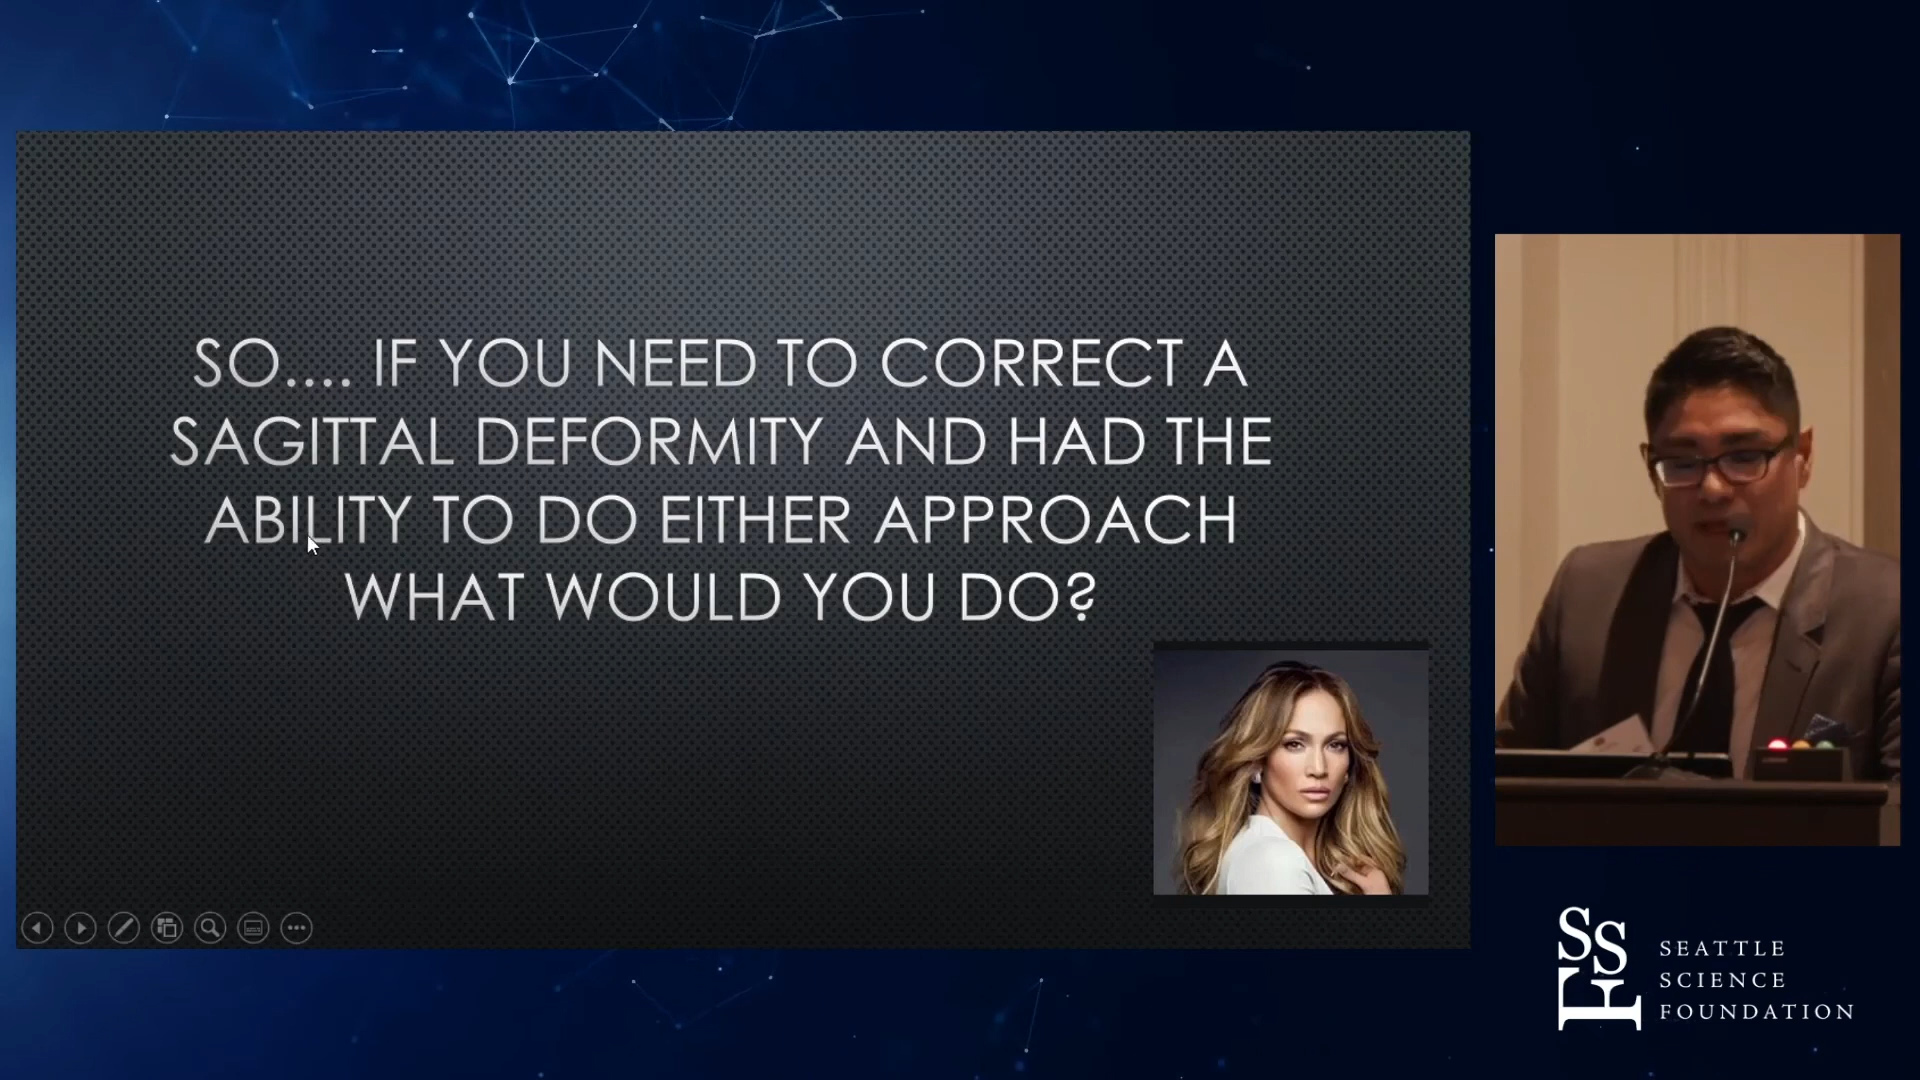 SO.... IF YOU NEED TO CORRECT A
SAGITTAL DEFORMITY AND HAD THE
ABILITY TO DO EITHER APPROACH
WHAT WOULD YOU DO?
SSF
SEATTLE
SCIENCE
FOUNDATION